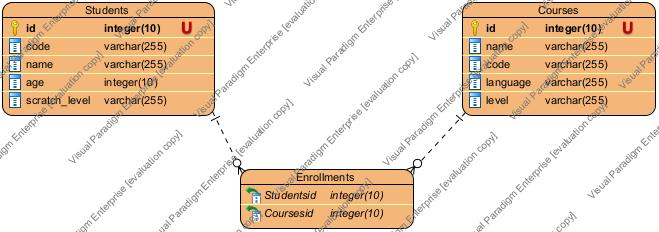 Students
id integer(10) U
code varchar(255)
name varchar(255)
age integer(10)
scratch_level varchar(255)
Courses
id integer(10) U
name varchar(255)
code varchar(255)
language varchar(255)
level varchar(255)
Enrollments
Studentsid integer(10)
Coursesid integer(10)
Visual Paradigm Enterprise [evaluation copy]